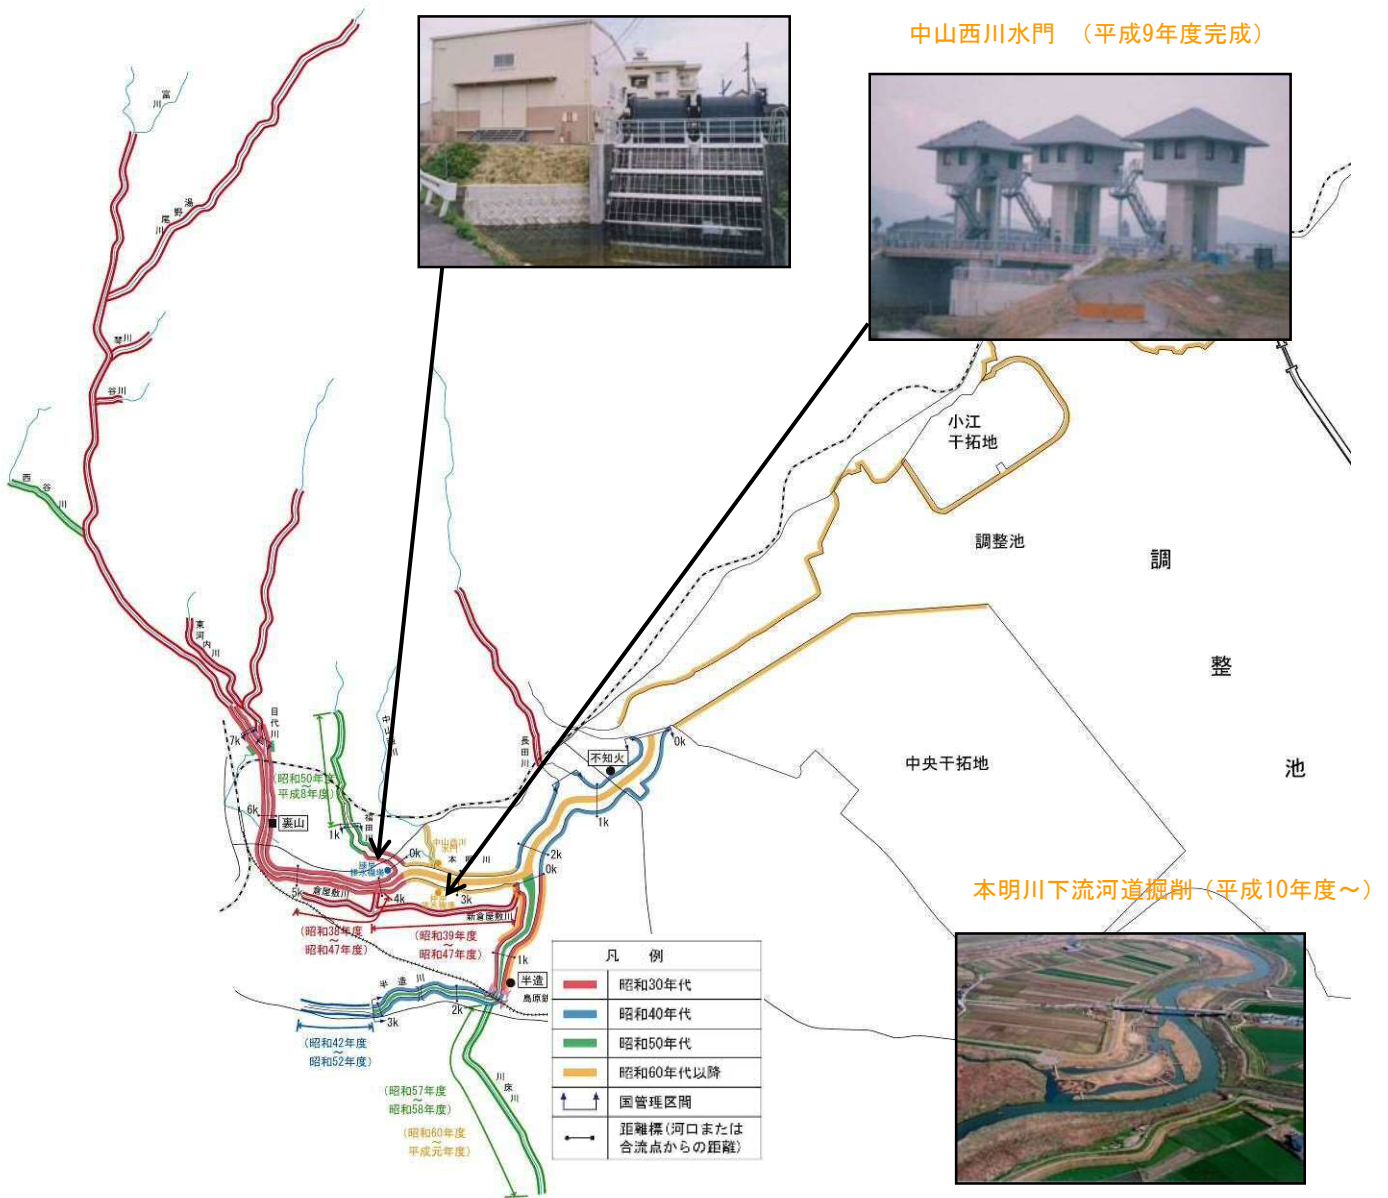 中山西川水門 (平成9年度完成)
富川
湯野尾川
琴川
谷川
西谷川
小江
干拓地
調整池
調
整
池
東河内川
目代川
長田川
不知火
中央干拓地
7k
0k
(昭和50年度
~
平成8年度)
6k
裏山
1k
福田川
1k
0k
中山西川
水門
本明川
2k
0k
排水機場
5k
倉屋敷川
4k
3k
排水機場
新倉屋敷川
本明川下流河道掘削 (平成10年度~)
(昭和38年度
~
昭和47年度)
(昭和39年度
~
昭和47年度)
1k
半造
島原鉄
半造川
2k
3k
(昭和42年度
~
昭和52年度)
(昭和57年度
~
昭和58年度)
川床川
(昭和60年度
~
平成元年度)
凡 例
昭和30年代
昭和40年代
昭和50年代
昭和60年代以降
国管理区間
距離標(河口または
合流点からの距離)